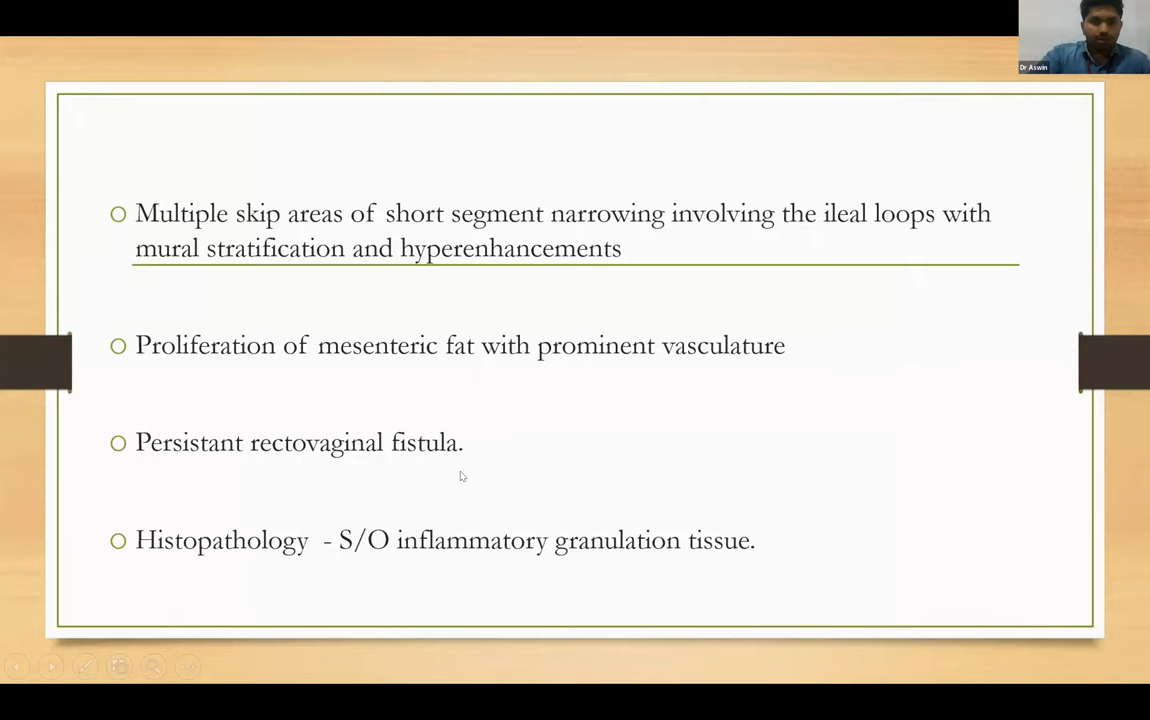 Dr Aswin
Multiple skip areas of short segment narrowing involving the ileal loops with
mural stratification and hyperenhancements
Proliferation of mesenteric fat with prominent vasculature
Persistant rectovaginal fistula.
Histopathology - S/O inflammatory granulation tissue.